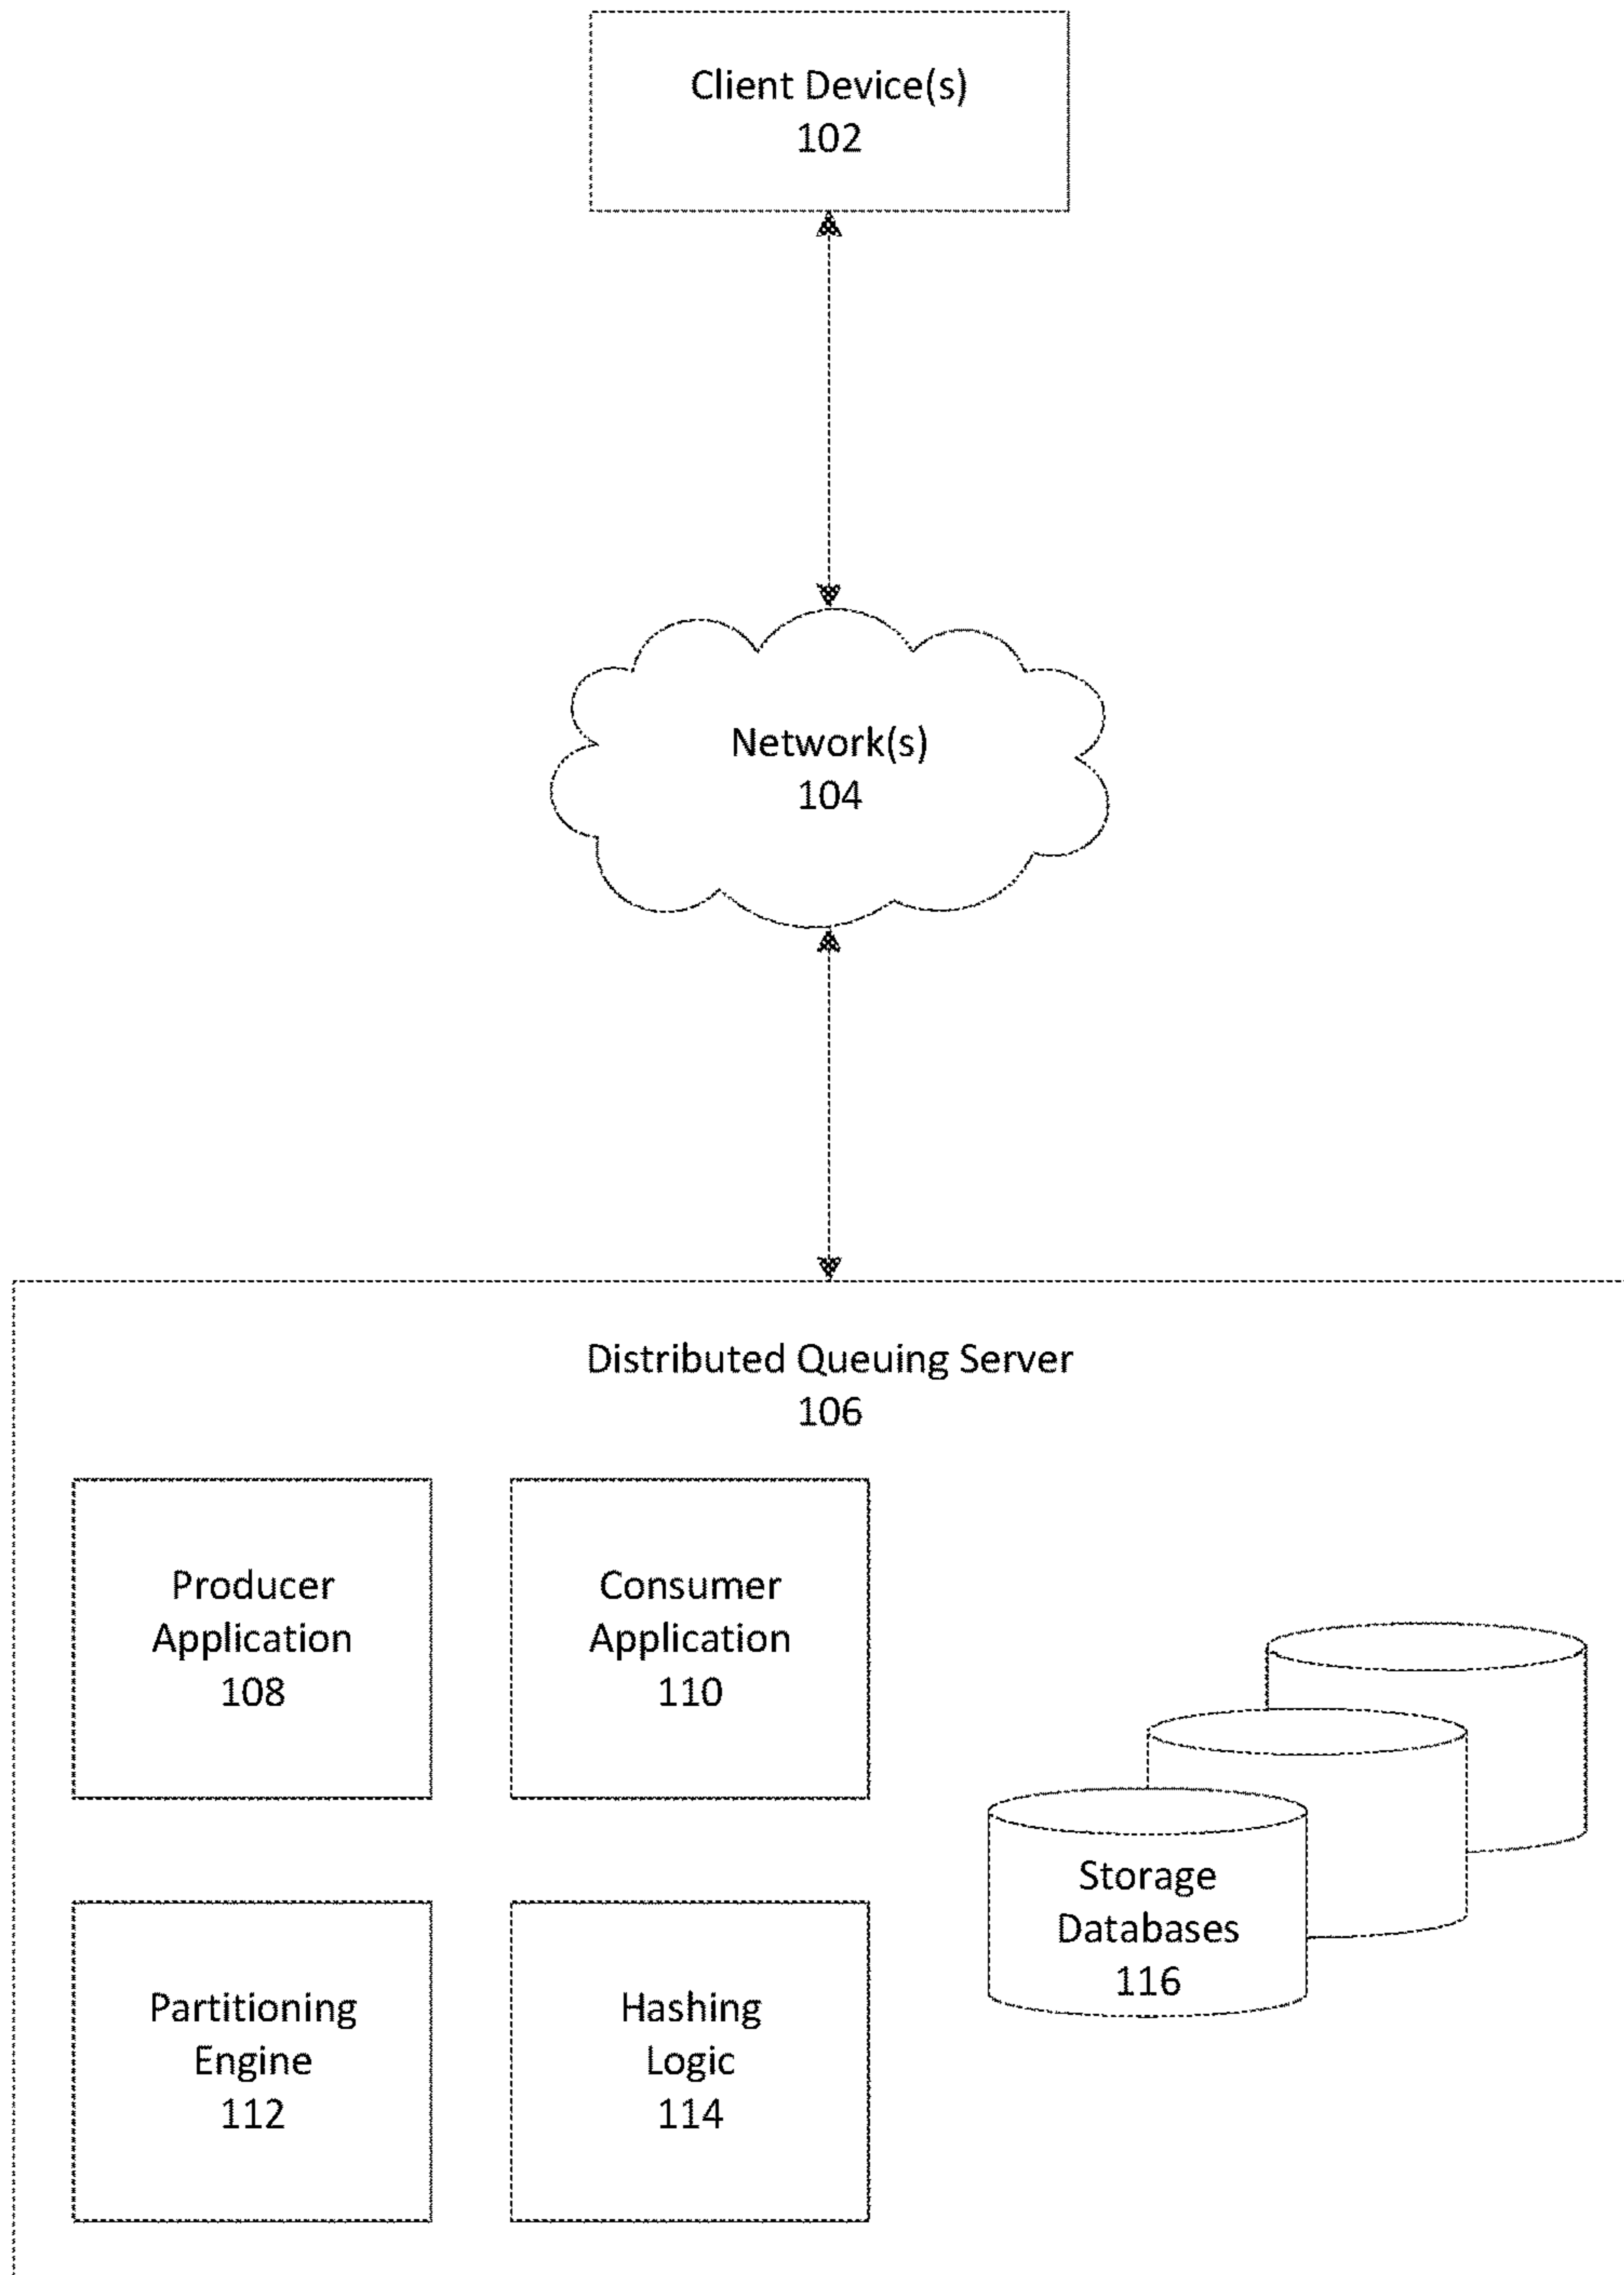 Client Device(s)
102
Network(s)
104
Distributed Queuing Server
106
Producer
Application
108
Consumer
Application
110
Storage
Databases
116
Partitioning
Engine
112
Hashing
Logic
114